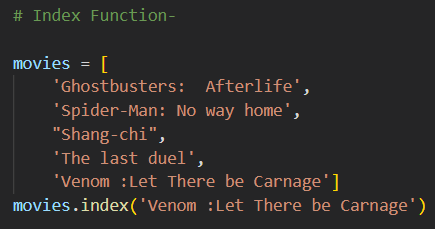 # Index Function-
movies = [
'Ghostbusters:  Afterlife',
'Spider-Man: No way home',
"Shang-chi",
'The last duel',
'Venom :Let There be Carnage']
movies.index('Venom :Let There be Carnage')